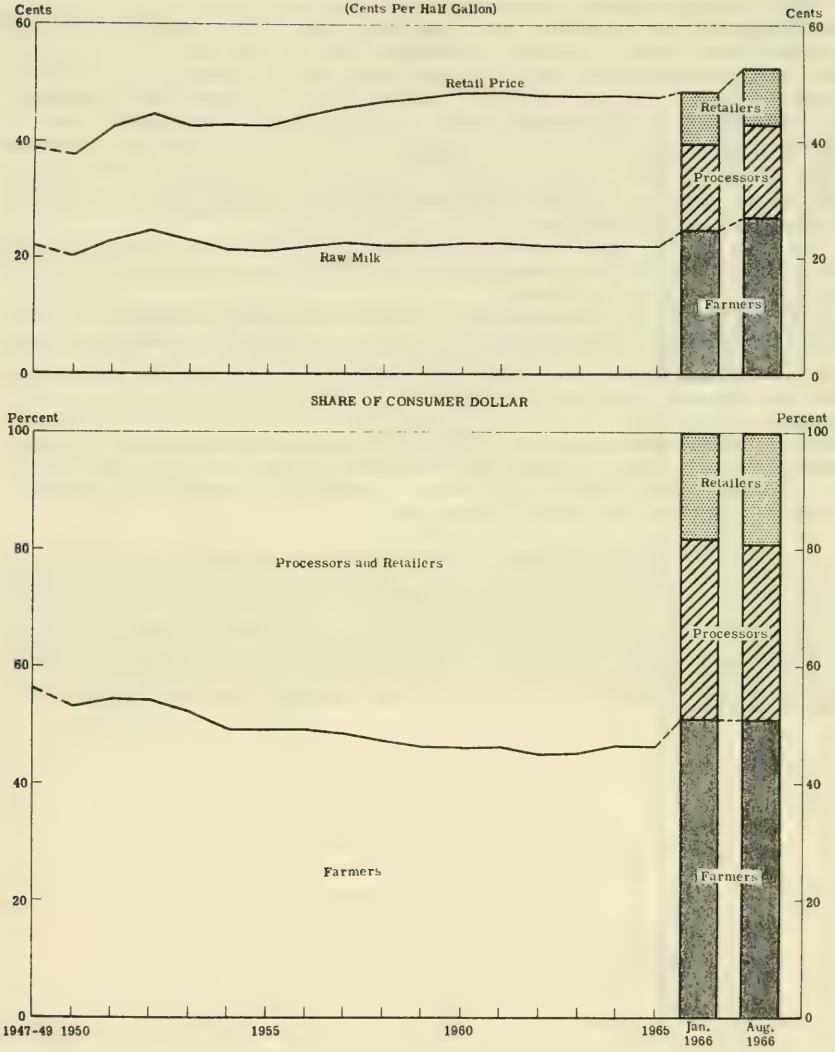 (Cents Per Half Gallon)
Cents
Cents
60
60
Retail Price
Retailers
40
40
Processors
20
20
Raw Milk
Farmers
0
0
SHARE OF CONSUMER DOLLAR
Percent
Percent
100
100
Retailers
80
80
Processors and Retailers
Processors
60
60
40
40
Farmers
Farmers
20
20
0
0
1947-49 1950 1955 1960 1965 Jan. 1966 Aug. 1966